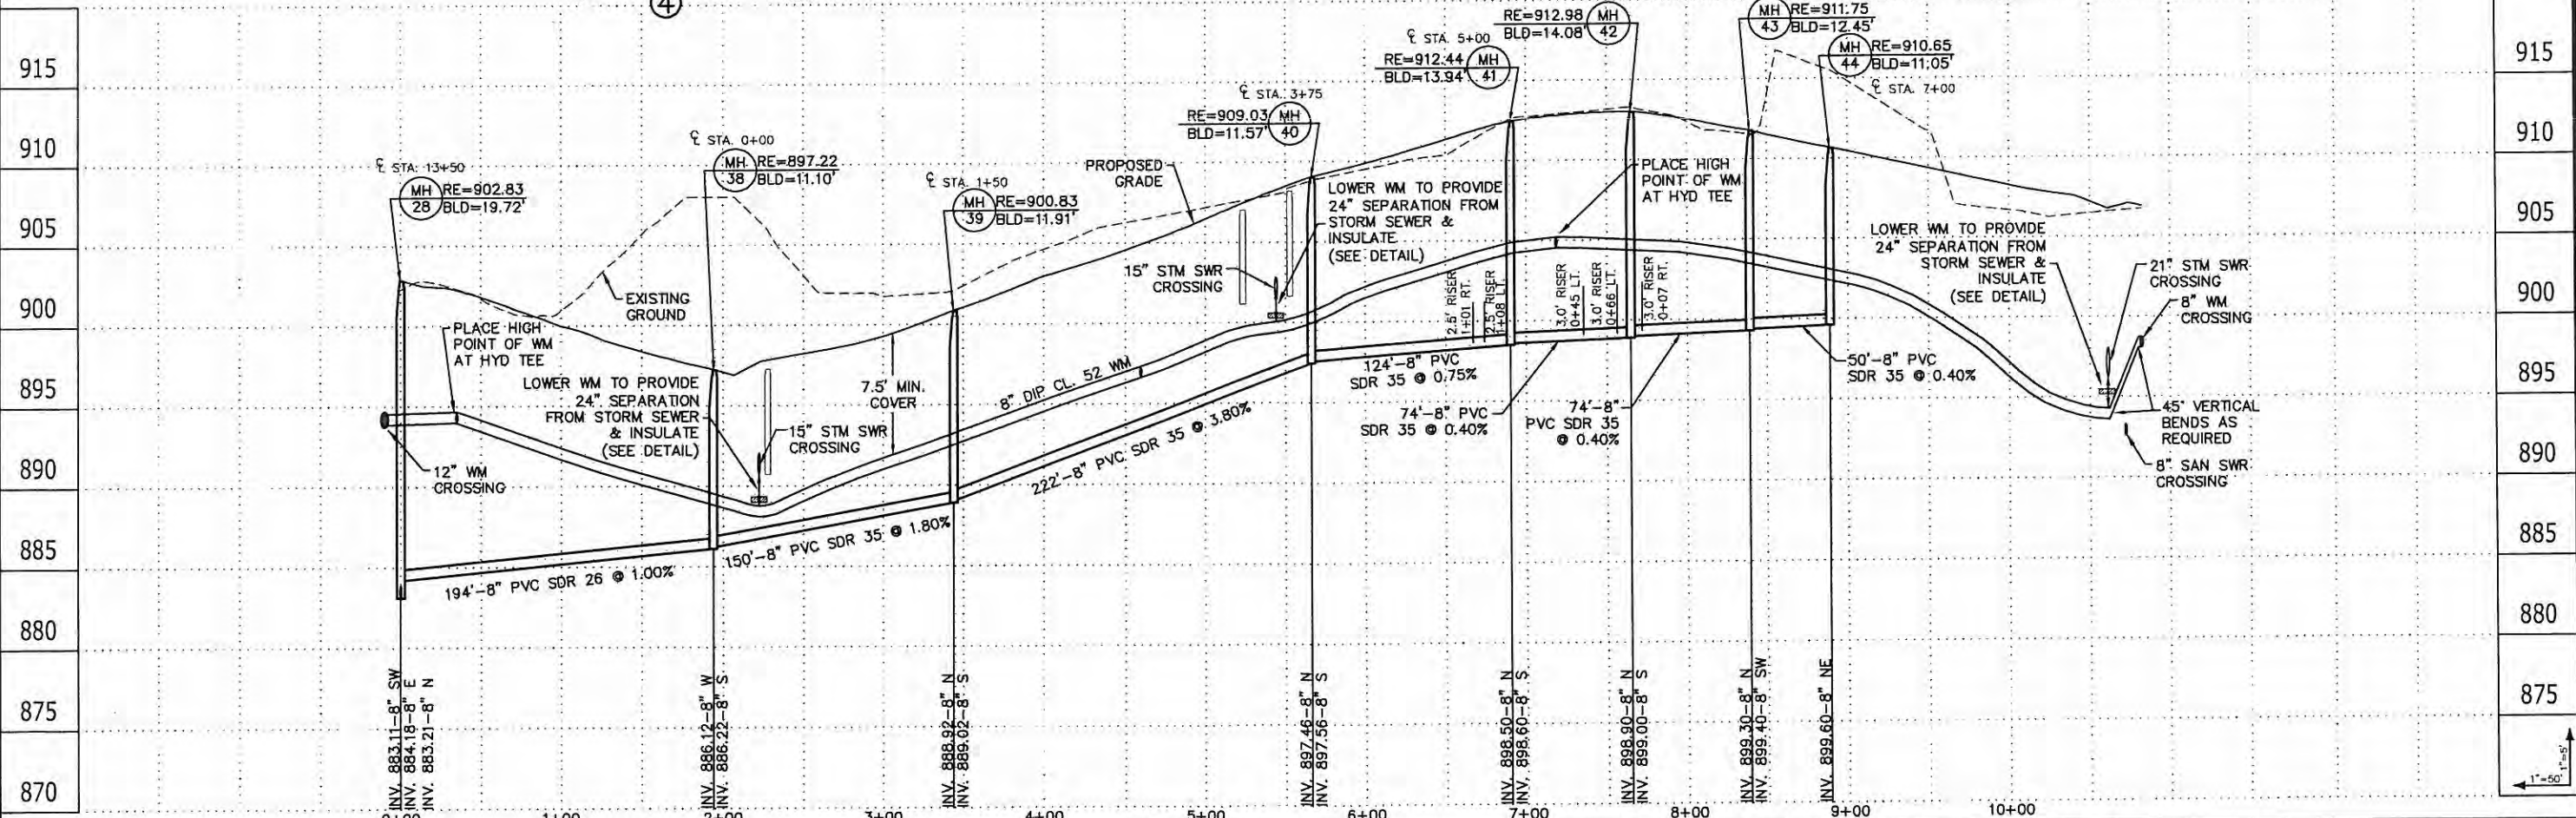 4
915
910
905
900
895
890
885
880
875
870
℄ STA. 13+50
MH 28
RE=902.83
BLD=19.72'
℄ STA. 0+00
MH 38
RE=897.22
BLD=11.10'
℄ STA. 1+50
MH 39
RE=900.83
BLD=11.91'
℄ STA. 3+75
RE=909.03
BLD=11.57'
MH 40
℄ STA. 5+00
RE=912.44
BLD=13.94'
MH 41
RE=912.98
BLD=14.08'
MH 42
MH 43
RE=911.75
BLD=12.45'
MH 44
RE=910.65
BLD=11.05'
℄ STA. 7+00
EXISTING
GROUND
PROPOSED
GRADE
PLACE HIGH
POINT OF WM
AT HYD TEE
12" WM
CROSSING
LOWER WM TO PROVIDE
24" SEPARATION
FROM STORM SEWER
& INSULATE
(SEE DETAIL)
15" STM SWR
CROSSING
7.5' MIN.
COVER
8" DIP CL. 52 WM
15" STM SWR
CROSSING
LOWER WM TO PROVIDE
24" SEPARATION FROM
STORM SEWER &
INSULATE
(SEE DETAIL)
PLACE HIGH
POINT OF WM
AT HYD TEE
2.5' RISER
1+01 RT.
2.5' RISER
1+08 LT.
3.0' RISER
0+45 LT.
3.0' RISER
0+66 LT.
3.0' RISER
0+07 RT.
LOWER WM TO PROVIDE
24" SEPARATION FROM
STORM SEWER &
INSULATE
(SEE DETAIL)
21" STM SWR
CROSSING
8" WM
CROSSING
45° VERTICAL
BENDS AS
REQUIRED
8" SAN SWR
CROSSING
194'-8" PVC SDR 26 @ 1.00%
150'-8" PVC SDR 35 @ 1.80%
222'-8" PVC SDR 35 @ 3.80%
124'-8" PVC
SDR 35 @ 0.75%
74'-8" PVC
SDR 35 @ 0.40%
74'-8"
PVC SDR 35
@ 0.40%
50'-8" PVC
SDR 35 @ 0.40%
INV. 883.11-8" SW
INV. 884.18-8" E
INV. 883.21-8" N
INV. 886.12-8" W
INV. 886.22-8" S
INV. 888.92-8" N
INV. 889.02-8" S
INV. 897.46-8" N
INV. 897.56-8" S
INV. 898.50-8" N
INV. 898.60-8" S
INV. 898.90-8" N
INV. 899.00-8" S
INV. 899.30-8" N
INV. 899.40-8" SW
INV. 899.60-8" NE
915
910
905
900
895
890
885
880
875
870
1"=5'
1"=50'
0+00 1+00 2+00 3+00 4+00 5+00 6+00 7+00 8+00 9+00 10+00